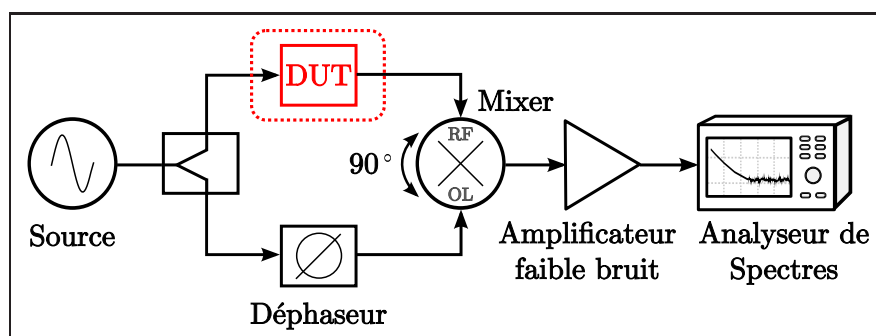 DUT
Mixer
RF
90°
OL
Source
Déphaseur
Amplificateur
faible bruit
Analyseur de
Spectres